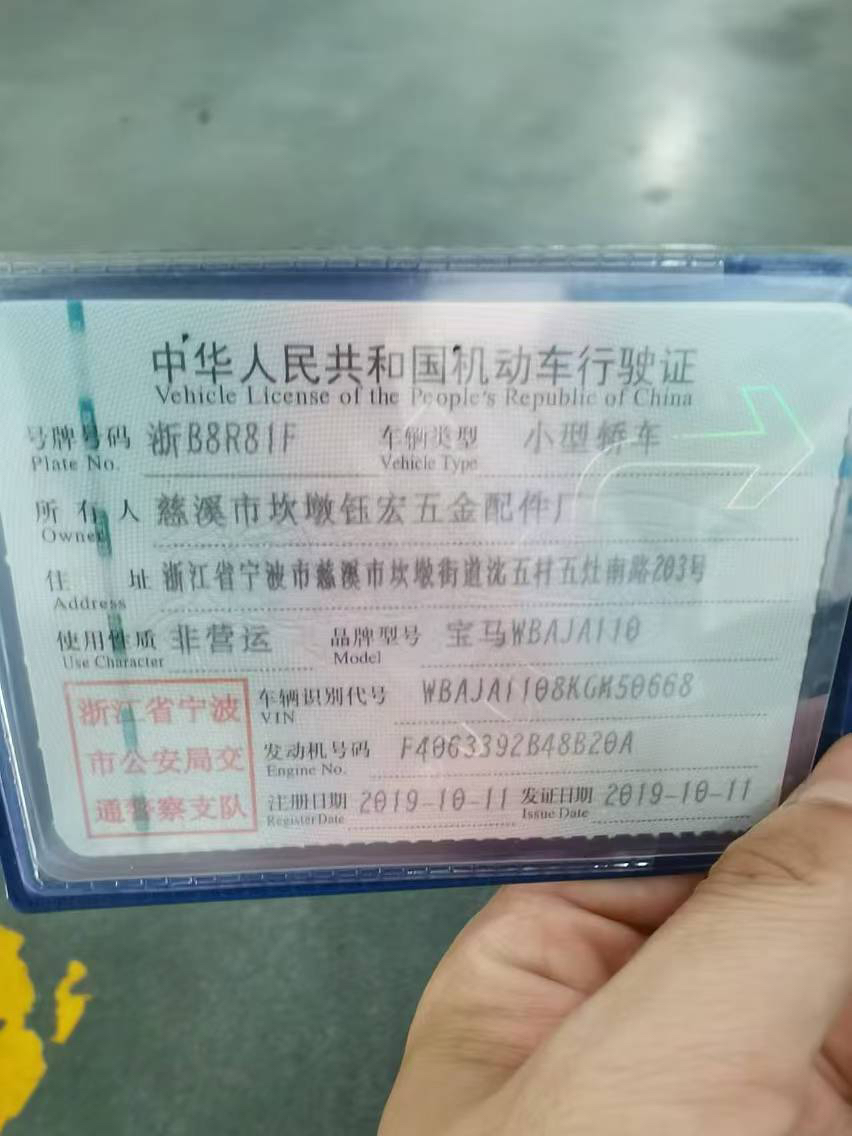 中华人民共和国机动车行驶证
Vehicle License of the People's Republic of China
号牌号码 浙B8R81F 车辆类型 小型轿车
Plate No. Vehicle Type
所有人 慈溪市坎墩钰宏五金配件厂
Owner
住址 浙江省宁波市慈溪市坎墩街道沈五村五灶南路203号
Address
使用性质 非营运 品牌型号 宝马WBAJA110
Use Character Model
车辆识别代号 WBAJA1108KGM50668
VIN
发动机号码 F4063392B48B20A
Engine No.
注册日期 2019-10-11 发证日期 2019-10-11
Register Date Issue Date
浙江省宁波
市公安局交
通警察支队